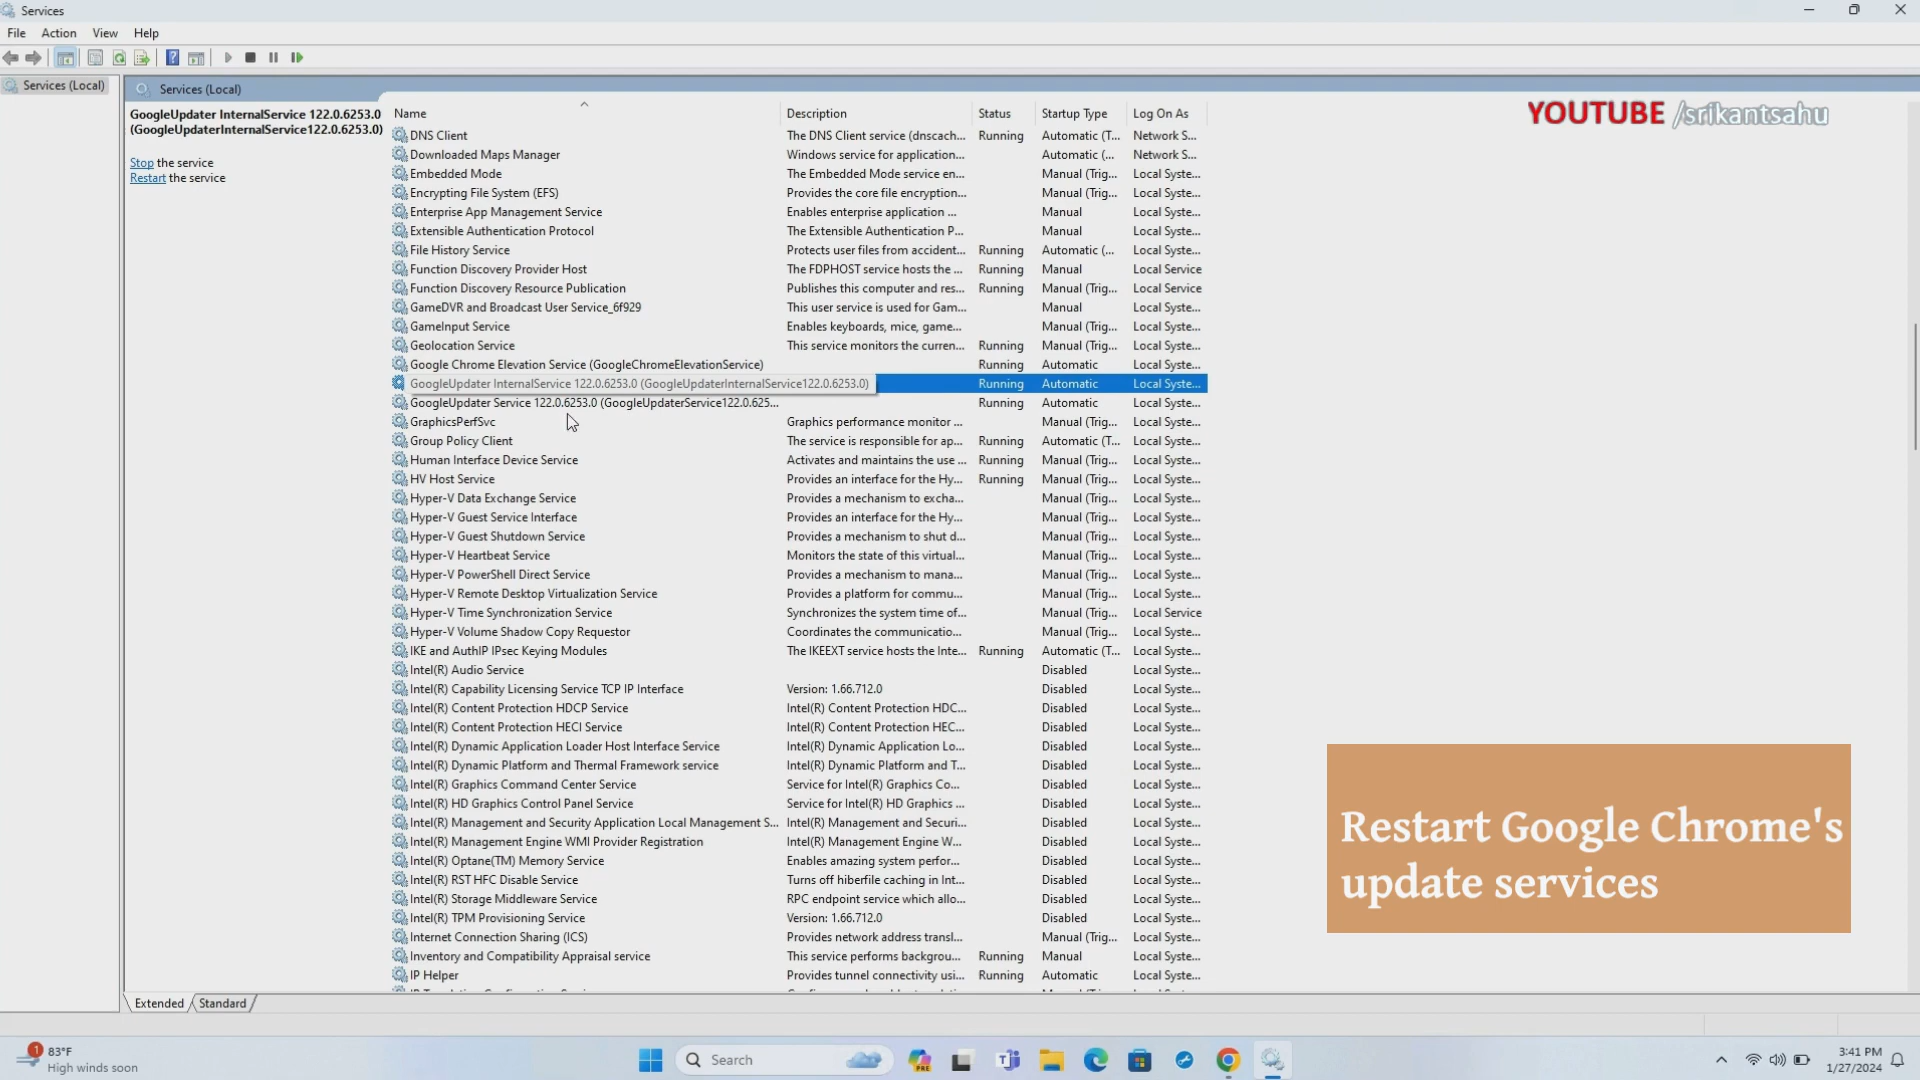 Services
File Action View Help
Services (Local)
Services (Local)
GoogleUpdater InternalService 122.0.6253.0
(GoogleUpdaterInternalService122.0.6253.0)
Stop the service
Restart the service
Name Description Status Startup Type Log On As
DNS Client The DNS Client service (dnscach... Running Automatic (T... Network S...
Downloaded Maps Manager Windows service for application... Automatic (... Network S...
Embedded Mode The Embedded Mode service en... Manual (Trig... Local Syste...
Encrypting File System (EFS) Provides the core file encryption... Manual (Trig... Local Syste...
Enterprise App Management Service Enables enterprise application ... Manual Local Syste...
Extensible Authentication Protocol The Extensible Authentication P... Manual Local Syste...
File History Service Protects user files from accident... Running Automatic (... Local Syste...
Function Discovery Provider Host The FDPHOST service hosts the ... Running Manual Local Service
Function Discovery Resource Publication Publishes this computer and res... Running Manual (Trig... Local Service
GameDVR and Broadcast User Service_6f929 This user service is used for Gam... Manual Local Syste...
GameInput Service Enables keyboards, mice, game... Manual (Trig... Local Syste...
Geolocation Service This service monitors the curren... Running Manual (Trig... Local Syste...
Google Chrome Elevation Service (GoogleChromeElevationService) Running Automatic Local Syste...
GoogleUpdater InternalService 122.0.6253.0 (GoogleUpdaterInternalService122.0.6253.0) Running Automatic Local Syste...
GoogleUpdater Service 122.0.6253.0 (GoogleUpdaterService122.0.625... Running Automatic Local Syste...
GraphicsPerfSvc Graphics performance monitor ... Manual (Trig... Local Syste...
Group Policy Client The service is responsible for ap... Running Automatic (T... Local Syste...
Human Interface Device Service Activates and maintains the use ... Running Manual (Trig... Local Syste...
HV Host Service Provides an interface for the Hy... Running Manual (Trig... Local Syste...
Hyper-V Data Exchange Service Provides a mechanism to excha... Manual (Trig... Local Syste...
Hyper-V Guest Service Interface Provides an interface for the Hy... Manual (Trig... Local Syste...
Hyper-V Guest Shutdown Service Provides a mechanism to shut d... Manual (Trig... Local Syste...
Hyper-V Heartbeat Service Monitors the state of this virtual... Manual (Trig... Local Syste...
Hyper-V PowerShell Direct Service Provides a mechanism to mana... Manual (Trig... Local Syste...
Hyper-V Remote Desktop Virtualization Service Provides a platform for commu... Manual (Trig... Local Syste...
Hyper-V Time Synchronization Service Synchronizes the system time of... Manual (Trig... Local Service
Hyper-V Volume Shadow Copy Requestor Coordinates the communicatio... Manual (Trig... Local Syste...
IKE and AuthIP IPsec Keying Modules The IKEEXT service hosts the Inte... Running Automatic (T... Local Syste...
Intel(R) Audio Service Disabled Local Syste...
Intel(R) Capability Licensing Service TCP IP Interface Version: 1.66.712.0 Disabled Local Syste...
Intel(R) Content Protection HDCP Service Intel(R) Content Protection HDC... Disabled Local Syste...
Intel(R) Content Protection HECI Service Intel(R) Content Protection HEC... Disabled Local Syste...
Intel(R) Dynamic Application Loader Host Interface Service Intel(R) Dynamic Application Lo... Disabled Local Syste...
Intel(R) Dynamic Platform and Thermal Framework service Intel(R) Dynamic Platform and T... Disabled Local Syste...
Intel(R) Graphics Command Center Service Service for Intel(R) Graphics Co... Disabled Local Syste...
Intel(R) HD Graphics Control Panel Service Service for Intel(R) HD Graphics ... Disabled Local Syste...
Intel(R) Management and Security Application Local Management S... Intel(R) Management and Securi... Disabled Local Syste...
Intel(R) Management Engine WMI Provider Registration Intel(R) Management Engine W... Disabled Local Syste...
Intel(R) Optane(TM) Memory Service Enables amazing system perfor... Disabled Local Syste...
Intel(R) RST HFC Disable Service Turns off hiberfile caching in Int... Disabled Local Syste...
Intel(R) Storage Middleware Service RPC endpoint service which allo... Disabled Local Syste...
Intel(R) TPM Provisioning Service Version: 1.66.712.0 Disabled Local Syste...
Internet Connection Sharing (ICS) Provides network address transl... Manual (Trig... Local Syste...
Inventory and Compatibility Appraisal service This service performs backgrou... Running Manual Local Syste...
IP Helper Provides tunnel connectivity usi... Running Automatic Local Syste...
YOUTUBE /srikantsahu
Restart Google Chrome's
update services
Extended Standard
1
83°F
High winds soon
Search
PRE
3:41 PM
1/27/2024